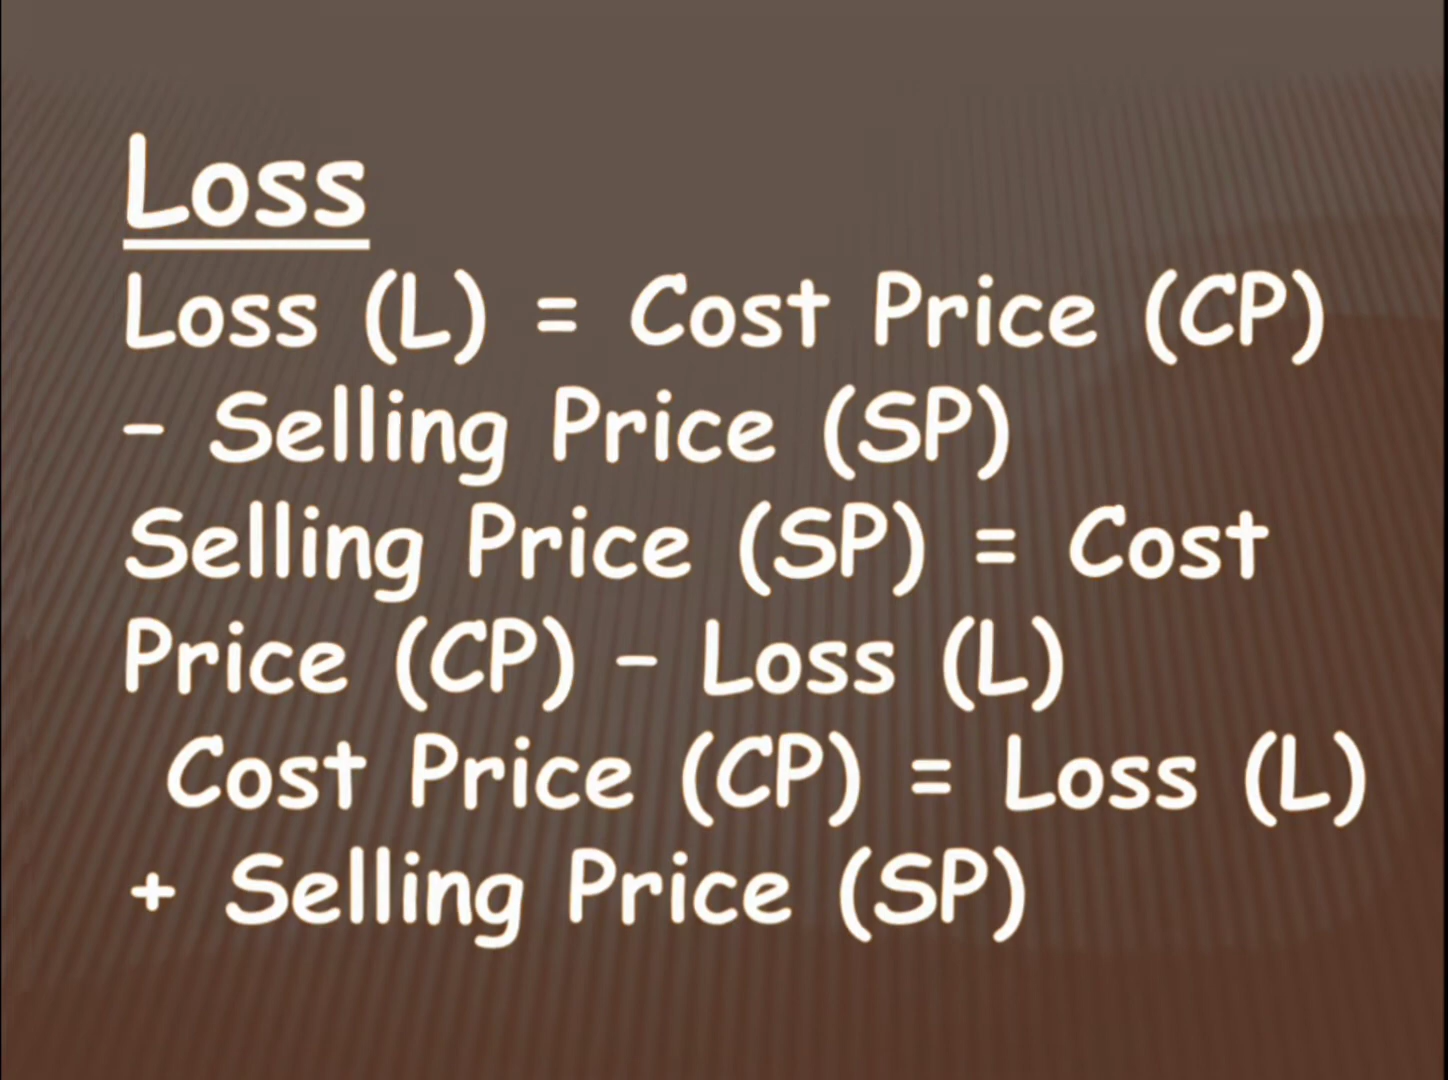 Loss
Loss (L) = Cost Price (CP)
– Selling Price (SP)
Selling Price (SP) = Cost
Price (CP) – Loss (L)
Cost Price (CP) = Loss (L)
+ Selling Price (SP)